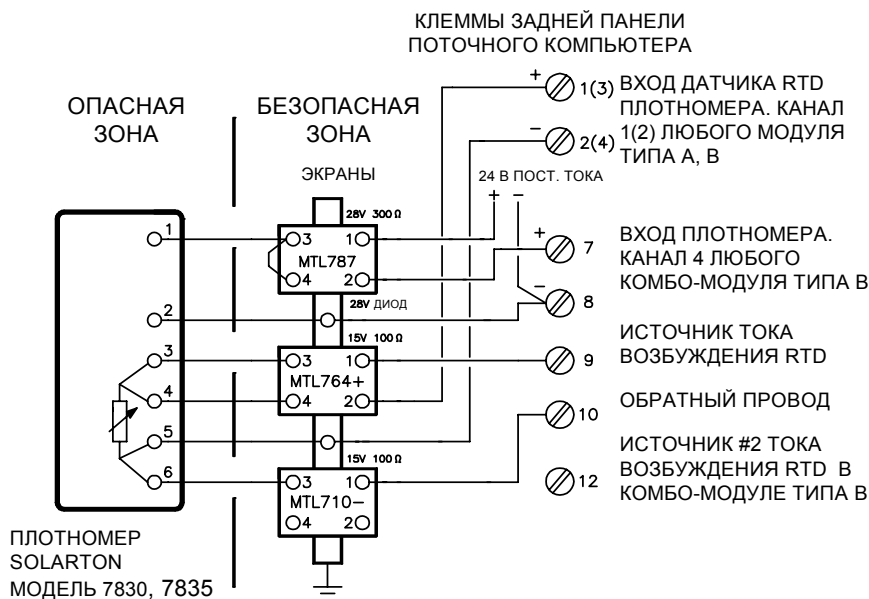 КЛЕММЫ ЗАДНЕЙ ПАНЕЛИ
ПОТОЧНОГО КОМПЬЮТЕРА
ОПАСНАЯ
ЗОНА
БЕЗОПАСНАЯ
ЗОНА
ЭКРАНЫ
+
1(3)
ВХОД ДАТЧИКА RTD
ПЛОТНОМЕРА. КАНАЛ
1(2) ЛЮБОГО МОДУЛЯ
ТИПА А, В
−
2(4)
24 В ПОСТ. ТОКА
+ −
1
28V 300 Ω
3 1
MTL787
4 2
+
7
ВХОД ПЛОТНОМЕРА.
КАНАЛ 4 ЛЮБОГО
КОМБО-МОДУЛЯ ТИПА В
2
28V ДИОД
−
8
3
15V 100 Ω
3 1
MTL764+
4 2
4
9
ИСТОЧНИК ТОКА
ВОЗБУЖДЕНИЯ RTD
5
10
ОБРАТНЫЙ ПРОВОД
6
15V 100 Ω
3 1
MTL710−
4 2
12
ИСТОЧНИК #2 ТОКА
ВОЗБУЖДЕНИЯ RTD В
КОМБО-МОДУЛЕ ТИПА В
ПЛОТНОМЕР
SOLARTON
МОДЕЛЬ 7830, 7835